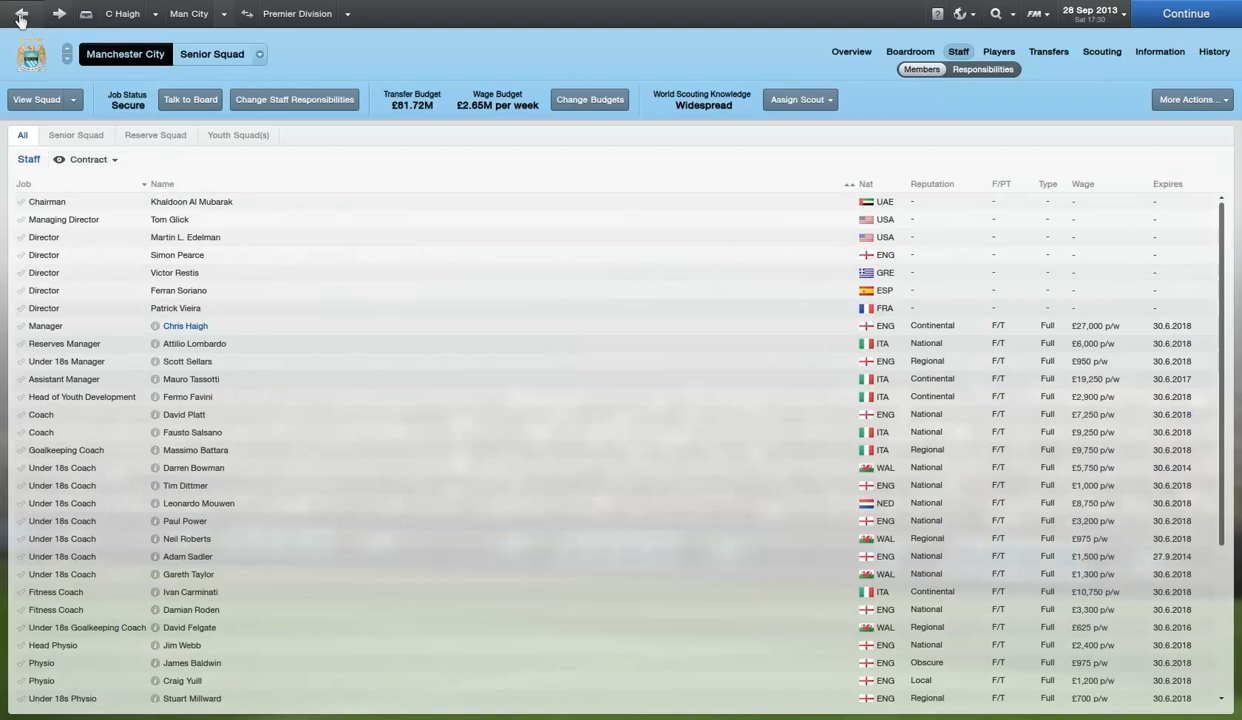 C Haigh Man City Premier Division ? FM 28 Sep 2013 Continue
Sat 17:30
Manchester City Senior Squad Overview Boardroom Staff Players Transfers Scouting Information History
Members Responsibilities
View Squad Job Status Talk to Board Change Staff Responsibilities Transfer Budget Wage Budget Change Budgets World Scouting Knowledge Assign Scout More Actions...
Secure £81.72M £2.65M per week Widespread
All Senior Squad Reserve Squad Youth Squad(s)
Staff Contract
Job Name Nat Reputation F/PT Type Wage Expires
Chairman Khaldoon Al Mubarak UAE - - - - -
Managing Director Tom Glick USA - - - - -
Director Martin L. Edelman USA - - - - -
Director Simon Pearce ENG - - - - -
Director Victor Restis GRE - - - - -
Director Ferran Soriano ESP - - - - -
Director Patrick Vieira FRA - - - - -
Manager Chris Haigh ENG Continental F/T Full £27,000 p/w 30.6.2018
Reserves Manager Attilio Lombardo ITA National F/T Full £6,000 p/w 30.6.2018
Under 18s Manager Scott Sellars ENG Regional F/T Full £950 p/w 30.6.2018
Assistant Manager Mauro Tassotti ITA Continental F/T Full £19,250 p/w 30.6.2017
Head of Youth Development Fermo Favini ITA Continental F/T Full £2,900 p/w 30.6.2018
Coach David Platt ENG National F/T Full £7,250 p/w 30.6.2018
Coach Fausto Salsano ITA National F/T Full £9,250 p/w 30.6.2018
Goalkeeping Coach Massimo Battara ITA Regional F/T Full £9,750 p/w 30.6.2018
Under 18s Coach Darren Bowman WAL National F/T Full £5,750 p/w 30.6.2014
Under 18s Coach Tim Dittmer ENG National F/T Full £1,000 p/w 30.6.2018
Under 18s Coach Leonardo Mouwen NED National F/T Full £8,750 p/w 30.6.2018
Under 18s Coach Paul Power ENG National F/T Full £3,200 p/w 30.6.2018
Under 18s Coach Neil Roberts WAL Regional F/T Full £975 p/w 30.6.2018
Under 18s Coach Adam Sadler ENG National F/T Full £1,500 p/w 27.9.2014
Under 18s Coach Gareth Taylor WAL National F/T Full £1,300 p/w 30.6.2018
Fitness Coach Ivan Carminati ITA Continental F/T Full £10,750 p/w 30.6.2018
Fitness Coach Damian Roden ENG National F/T Full £3,300 p/w 30.6.2018
Under 18s Goalkeeping Coach David Felgate WAL Regional F/T Full £625 p/w 30.6.2016
Head Physio Jim Webb ENG National F/T Full £2,400 p/w 30.6.2018
Physio James Baldwin ENG Obscure F/T Full £975 p/w 30.6.2018
Physio Craig Yuill ENG Local F/T Full £1,200 p/w 30.6.2018
Under 18s Physio Stuart Millward ENG Regional F/T Full £700 p/w 30.6.2018